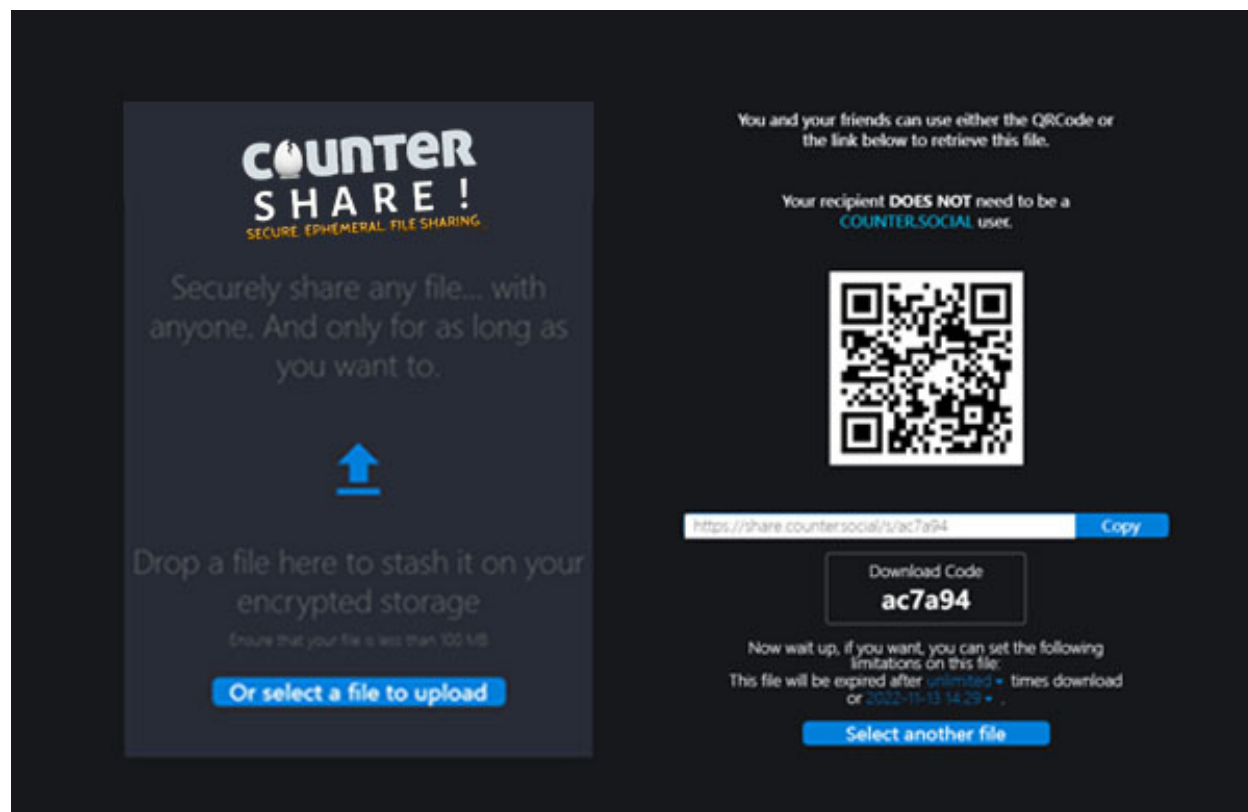 COUNTER
SHARE!
SECURE. EPHEMERAL. FILE SHARING.
Securely share any file... with
anyone. And only for as long as
you want to.
Drop a file here to stash it on your
encrypted storage
Ensure that your file is less than 100 MB
Or select a file to upload
You and your friends can use either the QRCode or
the link below to retrieve this file.
Your recipient DOES NOT need to be a
COUNTER.SOCIAL user.
https://share.counter.social/s/ac7a94
Copy
Download Code
ac7a94
Now wait up, if you want, you can set the following
limitations on this file:
This file will be expired after unlimited times download
or 2022-11-13 14:29 .
Select another file